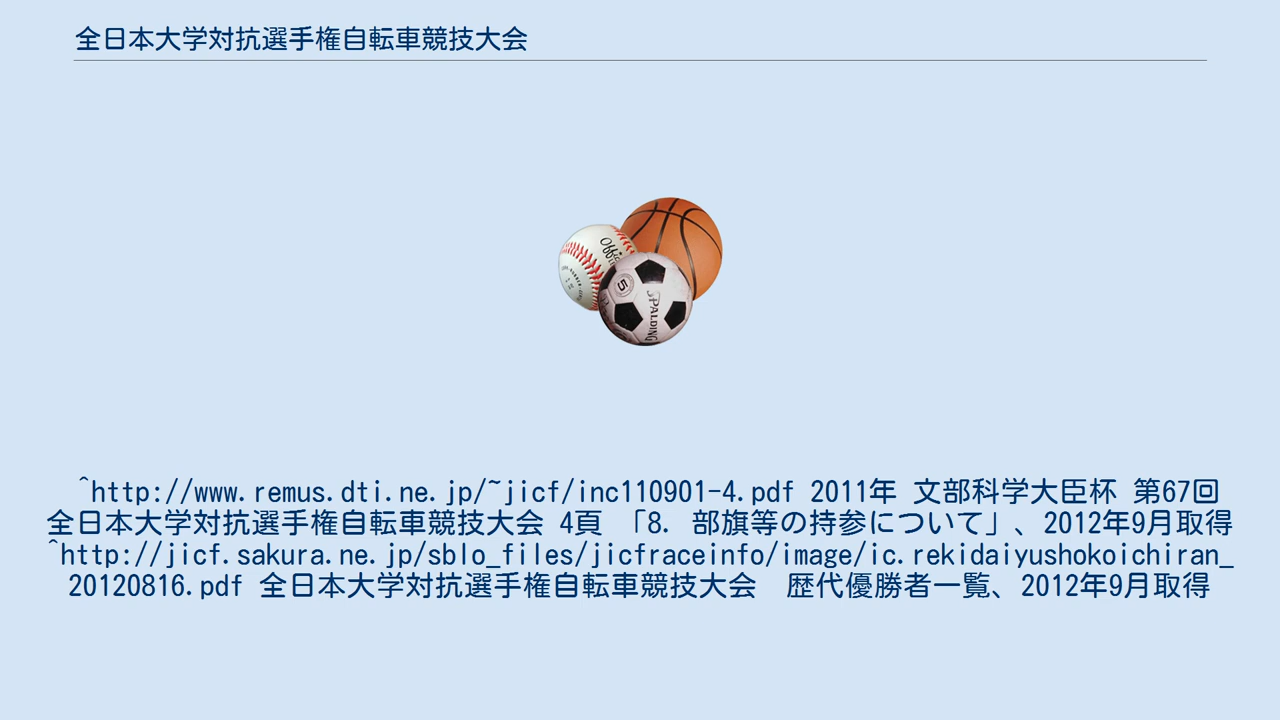 全日本大学対抗選手権自転車競技大会
Offici
5
SPALDING
^http://www.remus.dti.ne.jp/~jicf/inc110901-4.pdf 2011年 文部科学大臣杯 第67回
全日本大学対抗選手権自転車競技大会 4頁 「8. 部旗等の持参について」、2012年9月取得
^http://jicf.sakura.ne.jp/sblo_files/jicfraceinfo/image/ic.rekidaiyushokoichiran_
20120816.pdf 全日本大学対抗選手権自転車競技大会　歴代優勝者一覧、2012年9月取得